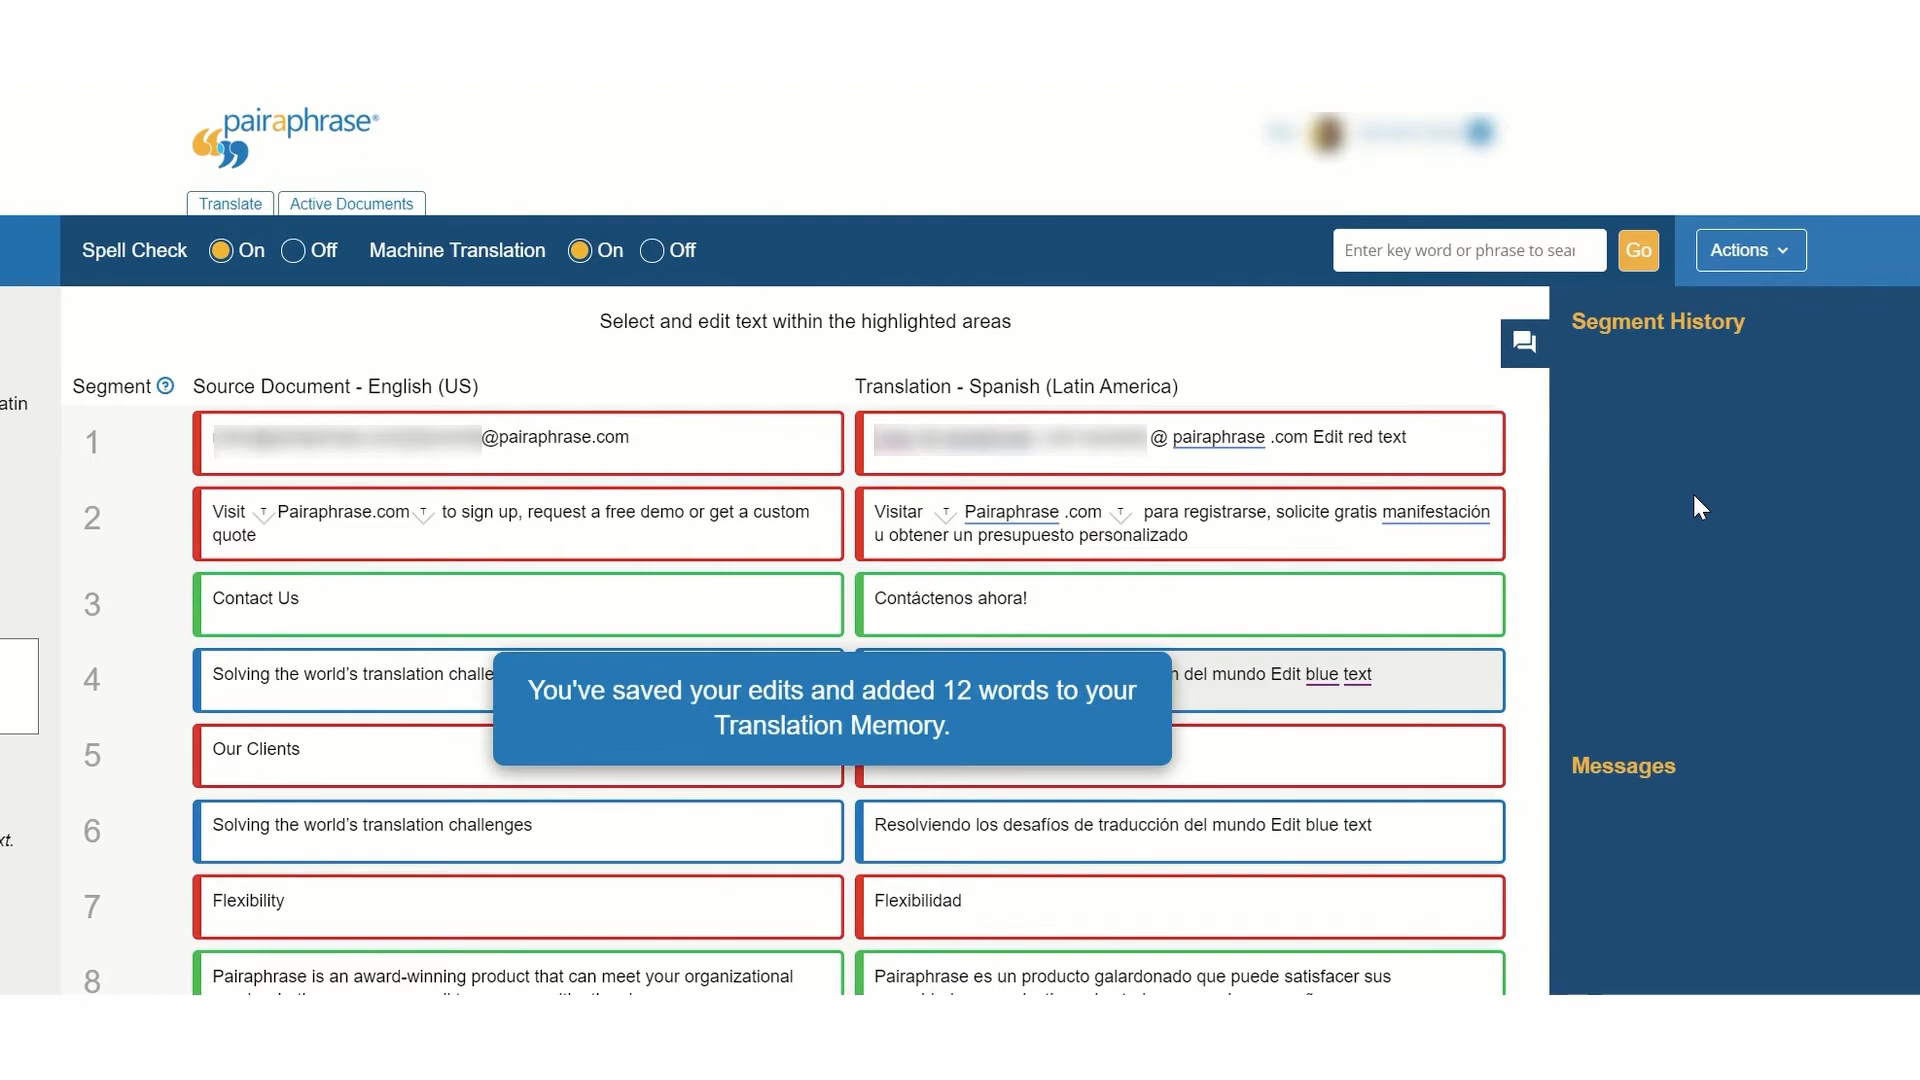 pairaphrase®
Translate
Active Documents
Spell Check
On
Off
Machine Translation
On
Off
Enter key word or phrase to sear
Go
Actions
Select and edit text within the highlighted areas
Segment History
Segment
Source Document - English (US)
Translation - Spanish (Latin America)
atin
1
@pairaphrase.com
@ pairaphrase .com Edit red text
2
Visit Pairaphrase.com to sign up, request a free demo or get a custom
quote
Visitar Pairaphrase .com para registrarse, solicite gratis manifestación
u obtener un presupuesto personalizado
3
Contact Us
Contáctenos ahora!
4
Solving the world’s translation challe
del mundo Edit blue text
You've saved your edits and added 12 words to your
Translation Memory.
5
Our Clients
Messages
6
Solving the world’s translation challenges
Resolviendo los desafíos de traducción del mundo Edit blue text
xt.
7
Flexibility
Flexibilidad
8
Pairaphrase is an award-winning product that can meet your organizational
Pairaphrase es un producto galardonado que puede satisfacer sus